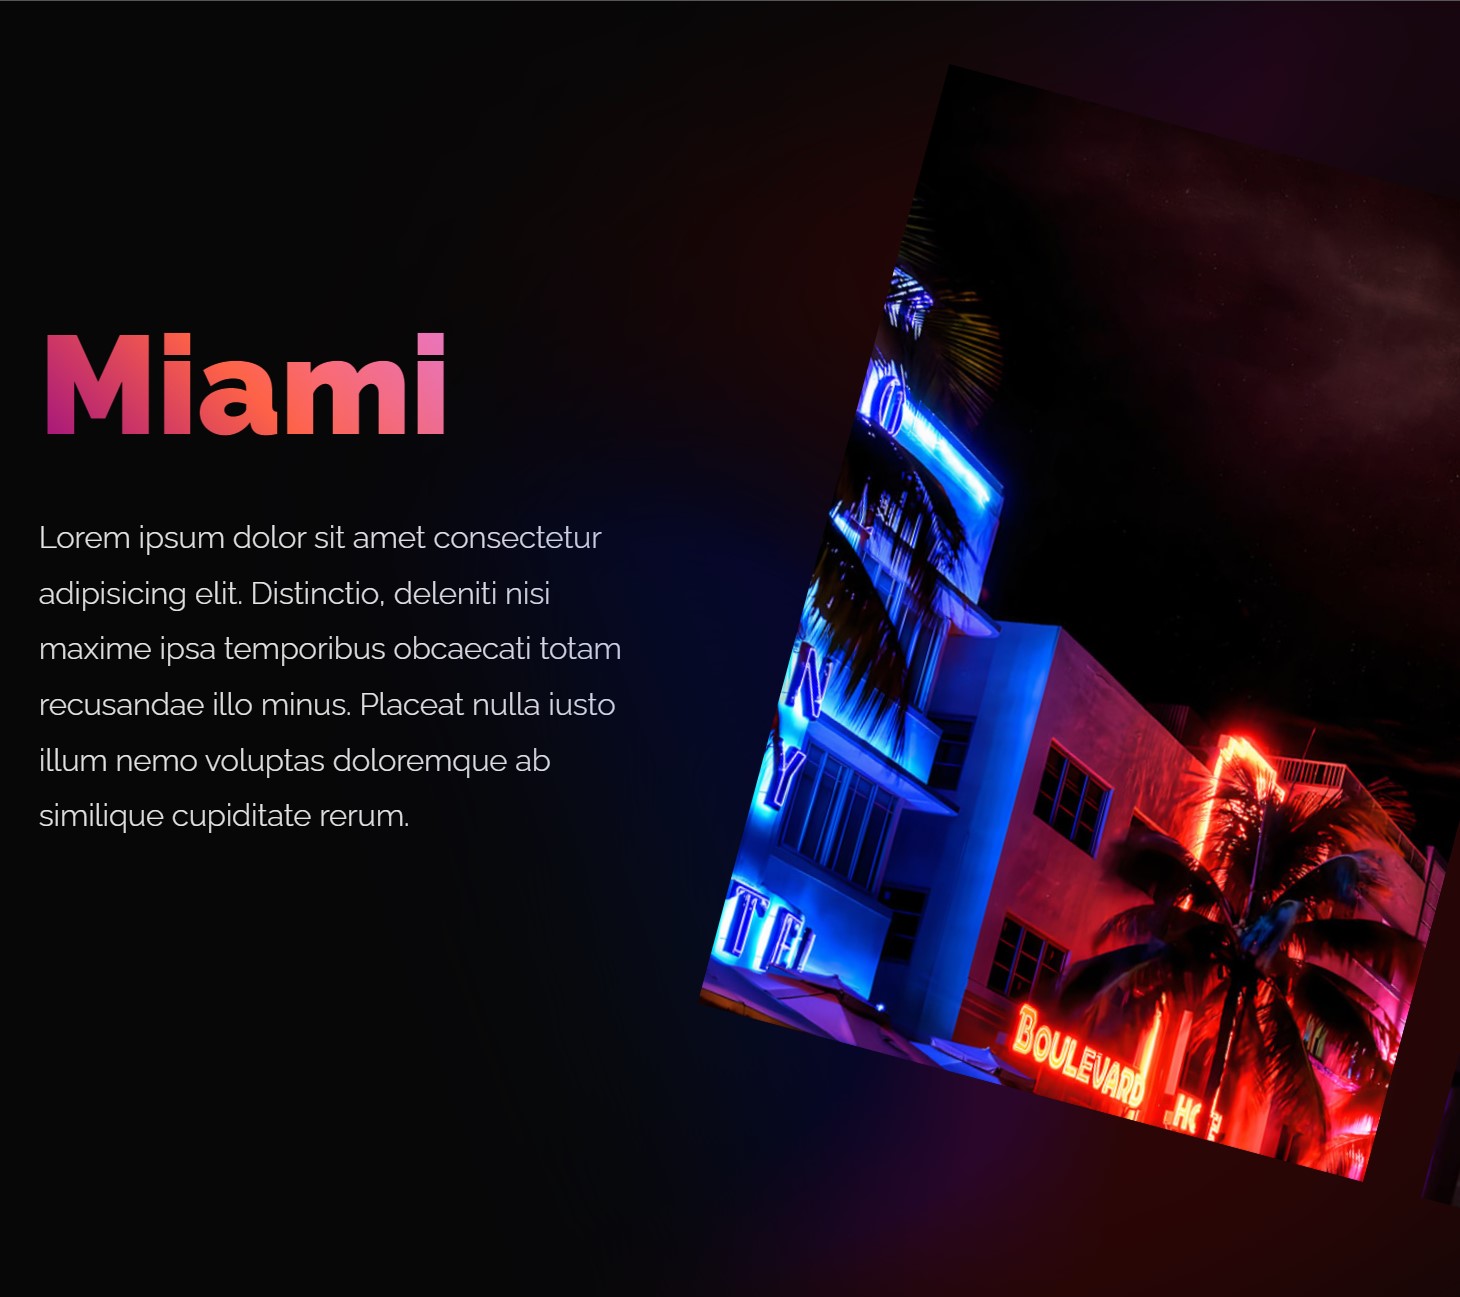 Miami
Lorem ipsum dolor sit amet consectetur
adipisicing elit. Distinctio, deleniti nisi
maxime ipsa temporibus obcaecati totam
recusandae illo minus. Placeat nulla iusto
illum nemo voluptas doloremque ab
similique cupiditate rerum.
O
N
Y
TEL
BOULEVARD